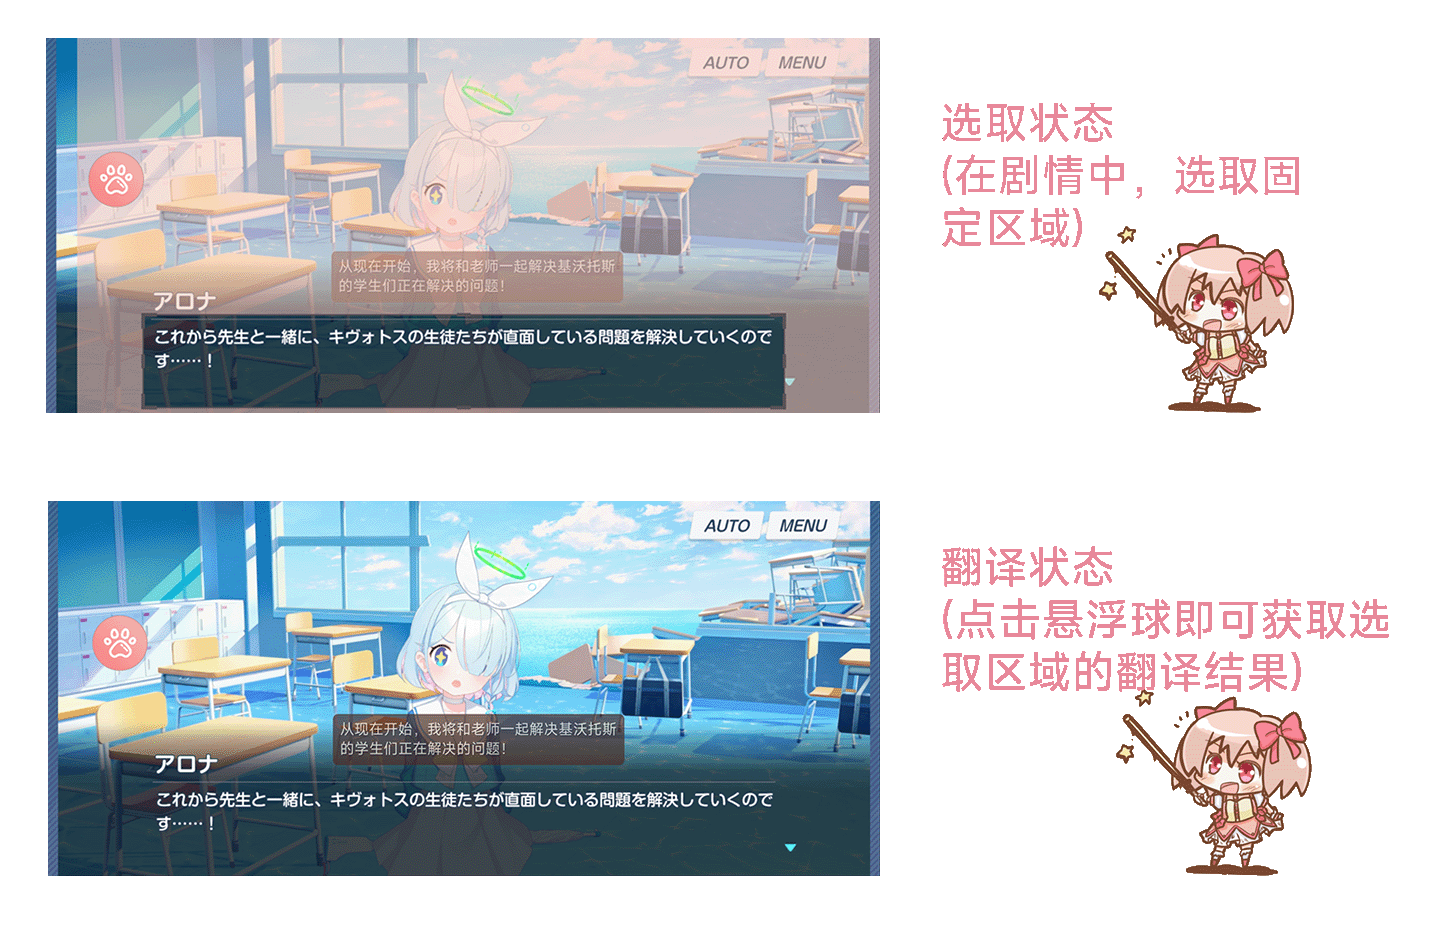 AUTO MENU
选取状态
(在剧情中，选取固
定区域)
从现在开始，我将和老师一起解决基沃托斯
的学生们正在解决的问题！
アロナ
これから先生と一緒に、キヴォトスの生徒たちが直面している問題を解決していくので
す……！
AUTO MENU
翻译状态
(点击悬浮球即可获取选
取区域的翻译结果)
从现在开始，我将和老师一起解决基沃托斯
的学生们正在解决的问题！
アロナ
これから先生と一緒に、キヴォトスの生徒たちが直面している問題を解決していくので
す……！